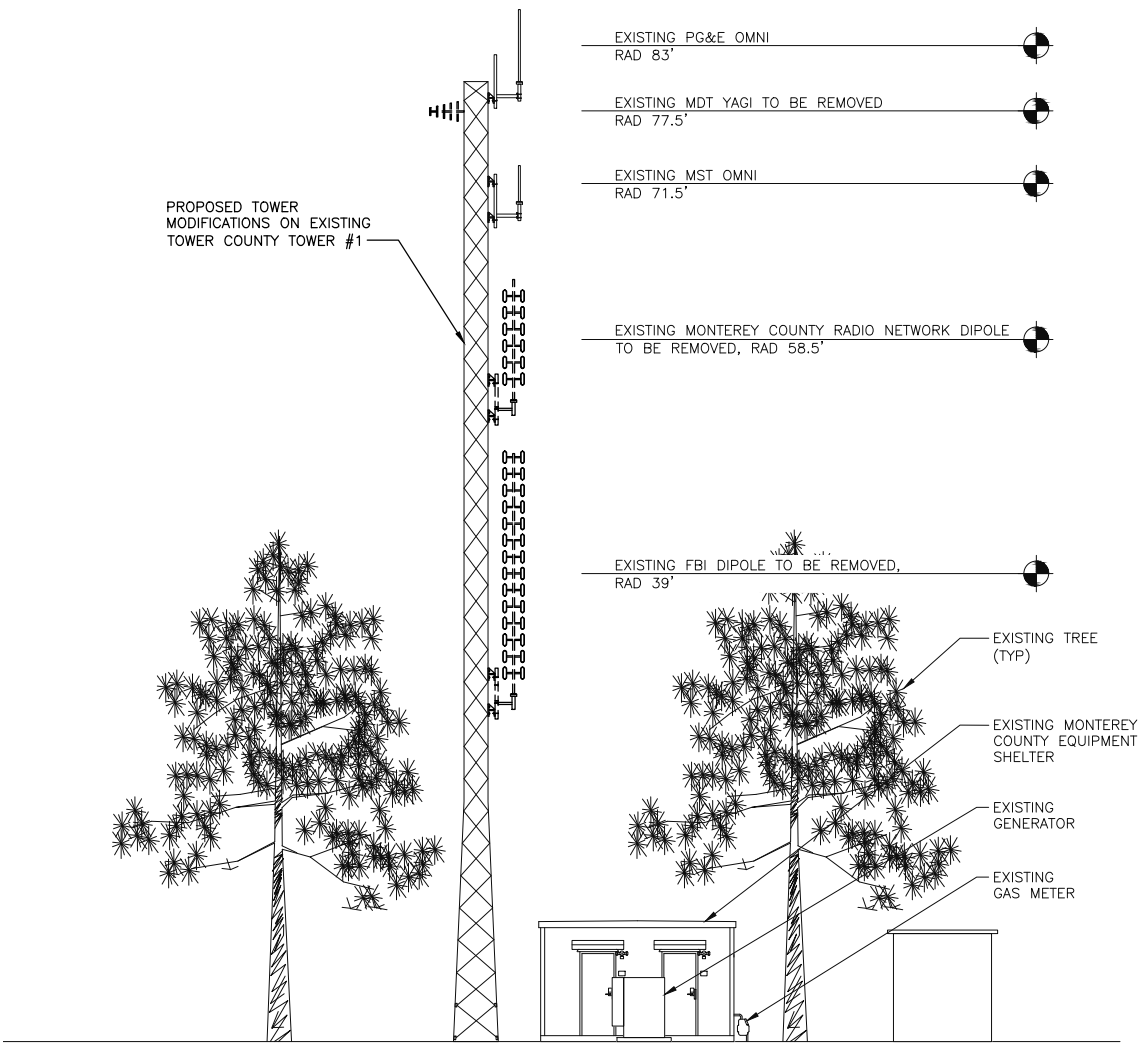 EXISTING PG&E OMNI
RAD 83'
EXISTING MDT YAGI TO BE REMOVED
RAD 77.5'
EXISTING MST OMNI
RAD 71.5'
PROPOSED TOWER
MODIFICATIONS ON EXISTING
TOWER COUNTY TOWER #1
EXISTING MONTEREY COUNTY RADIO NETWORK DIPOLE
TO BE REMOVED, RAD 58.5'
EXISTING FBI DIPOLE TO BE REMOVED,
RAD 39'
EXISTING TREE
(TYP)
EXISTING MONTEREY
COUNTY EQUIPMENT
SHELTER
EXISTING
GENERATOR
EXISTING
GAS METER